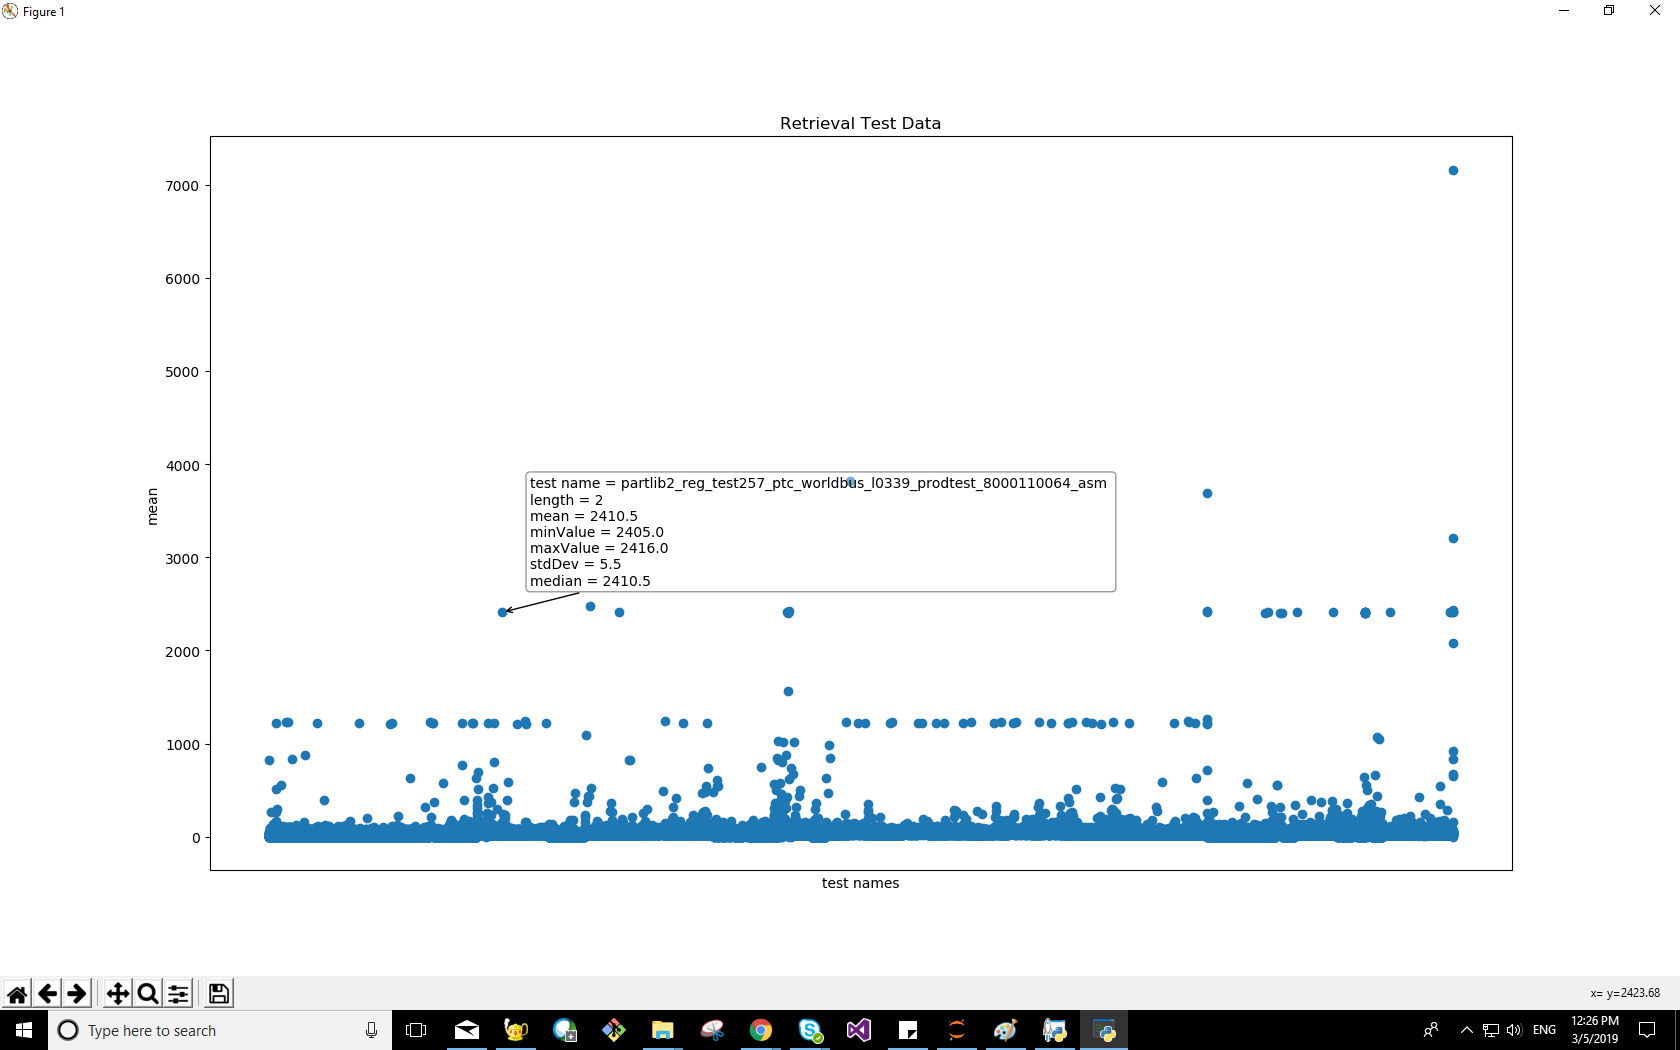 Figure 1
Retrieval Test Data
7000
6000
5000
4000
3000
2000
1000
0
mean
test name = partlib2_reg_test257_ptc_worldbus_l0339_prodtest_8000110064_asm
length = 2
mean = 2410.5
minValue = 2405.0
maxValue = 2416.0
stdDev = 5.5
median = 2410.5
test names
x= y=2423.68
Type here to search
ENG
12:26 PM
3/5/2019